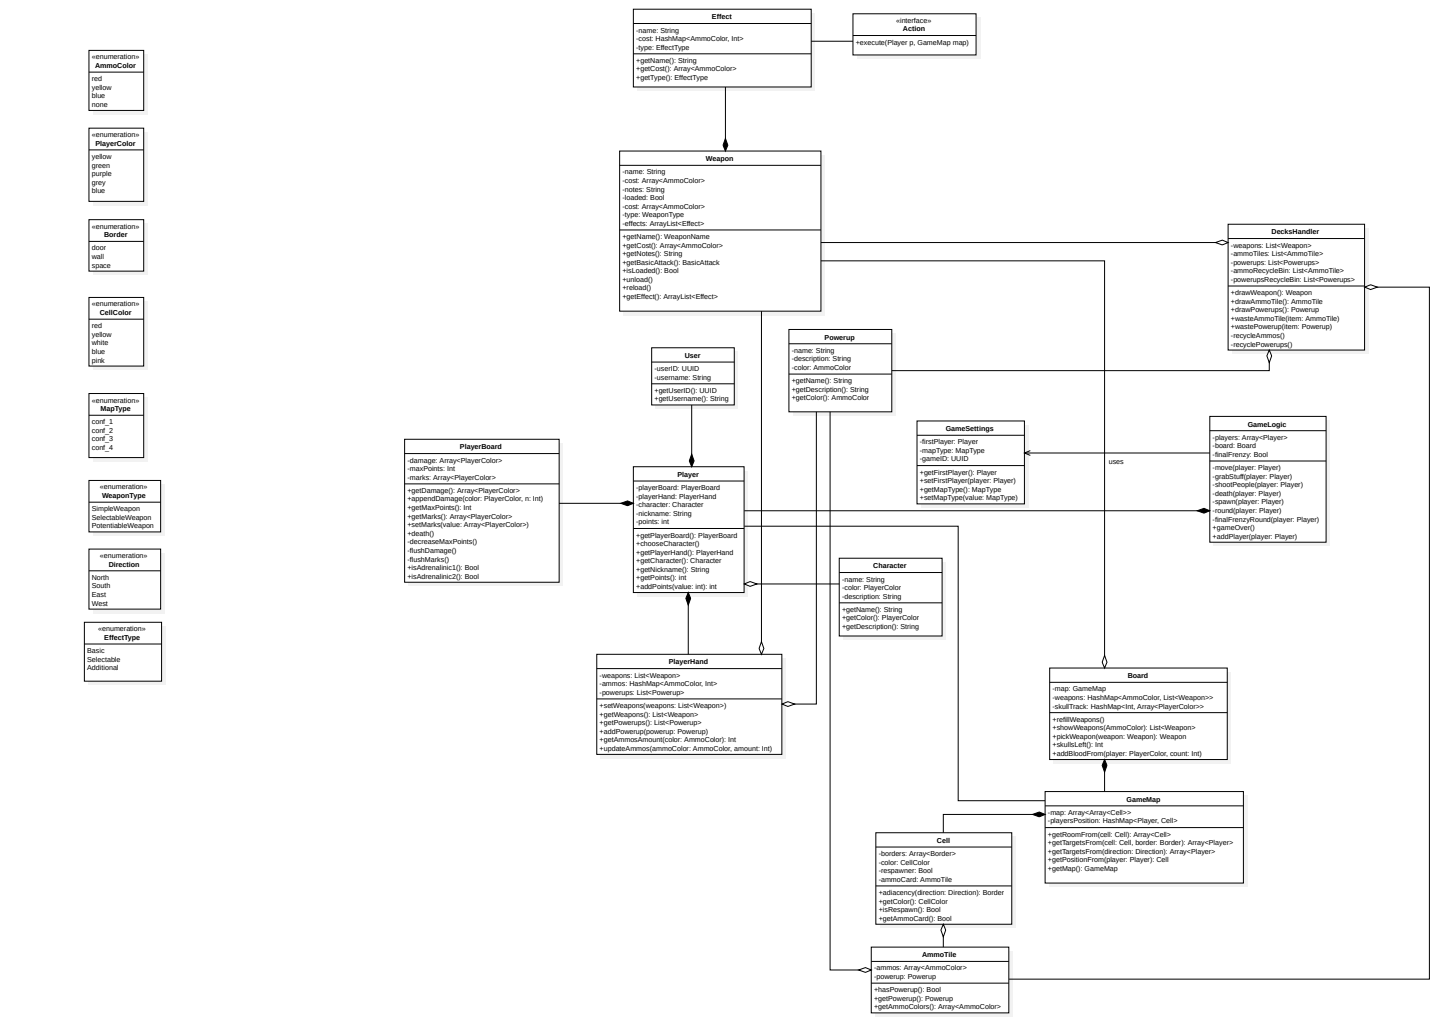 «enumeration»
AmmoColor
red
yellow
blue
none
«enumeration»
PlayerColor
yellow
green
purple
grey
blue
«enumeration»
Border
door
wall
space
«enumeration»
CellColor
red
yellow
white
blue
pink
«enumeration»
MapType
conf_1
conf_2
conf_3
conf_4
«enumeration»
WeaponType
SimpleWeapon
SelectableWeapon
PotentiableWeapon
«enumeration»
Direction
North
South
East
West
«enumeration»
EffectType
Basic
Selectable
Additional
Effect
-name: String
-cost: HashMap<AmmoColor, Int>
-type: EffectType
+getName(): String
+getCost(): Array<AmmoColor>
+getType(): EffectType
«interface»
Action
+execute(Player p, GameMap map)
Weapon
-name: String
-cost: Array<AmmoColor>
-notes: String
-loaded: Bool
-cost: Array<AmmoColor>
-type: WeaponType
-effects: ArrayList<Effect>
+getName(): WeaponName
+getCost(): Array<AmmoColor>
+getNotes(): String
+getBasicAttack(): BasicAttack
+isLoaded(): Bool
+unload()
+reload()
+getEffect(): ArrayList<Effect>
DecksHandler
-weapons: List<Weapon>
-ammoTiles: List<AmmoTile>
-powerups: List<Powerups>
-ammoRecycleBin: List<AmmoTile>
-powerupsRecycleBin: List<Powerups>
+drawWeapon(): Weapon
+drawAmmoTile(): AmmoTile
+drawPowerups(): Powerup
+wasteAmmoTile(item: AmmoTile)
+wastePowerup(item: Powerup)
-recycleAmmos()
-recyclePowerups()
Powerup
-name: String
-description: String
-color: AmmoColor
+getName(): String
+getDescription(): String
+getColor(): AmmoColor
User
-userID: UUID
-username: String
+getUserID(): UUID
+getUsername(): String
GameSettings
-firstPlayer: Player
-mapType: MapType
-gameID: UUID
+getFirstPlayer(): Player
+setFirstPlayer(player: Player)
+getMapType(): MapType
+setMapType(value: MapType)
uses
GameLogic
-players: Array<Player>
-board: Board
-finalFrenzy: Bool
-move(player: Player)
-grabStuff(player: Player)
-shootPeople(player: Player)
-death(player: Player)
-spawn(player: Player)
-round(player: Player)
-finalFrenzyRound(player: Player)
+gameOver()
+addPlayer(player: Player)
PlayerBoard
-damage: Array<PlayerColor>
-maxPoints: Int
-marks: Array<PlayerColor>
+getDamage(): Array<PlayerColor>
+appendDamage(color: PlayerColor, n: Int)
+getMaxPoints(): Int
+getMarks(): Array<PlayerColor>
+setMarks(value: Array<PlayerColor>)
+death()
-decreaseMaxPoints()
-flushDamage()
-flushMarks()
+isAdrenalinic1(): Bool
+isAdrenalinic2(): Bool
Player
-playerBoard: PlayerBoard
-playerHand: PlayerHand
-character: Character
-nickname: String
-points: int
+getPlayerBoard(): PlayerBoard
+chooseCharacter()
+getPlayerHand(): PlayerHand
+getCharacter(): Character
+getNickname(): String
+getPoints(): int
+addPoints(value: int): int
Character
-name: String
-color: PlayerColor
-description: String
+getName(): String
+getColor(): PlayerColor
+getDescription(): String
PlayerHand
-weapons: List<Weapon>
-ammos: HashMap<AmmoColor, Int>
-powerups: List<Powerup>
+setWeapons(weapons: List<Weapon>)
+getWeapons(): List<Weapon>
+getPowerups(): List<Powerup>
+addPowerup(powerup: Powerup)
+getAmmosAmount(color: AmmoColor): Int
+updateAmmos(ammoColor: AmmoColor, amount: Int)
Board
-map: GameMap
-weapons: HashMap<AmmoColor, List<Weapon>>
-skullTrack: HashMap<Int, Array<PlayerColor>>
+refillWeapons()
+showWeapons(AmmoColor): List<Weapon>
+pickWeapon(weapon: Weapon): Weapon
+skullsLeft(): Int
+addBloodFrom(player: PlayerColor, count: Int)
GameMap
-map: Array<Array<Cell>>
-playersPosition: HashMap<Player, Cell>
+getRoomFrom(cell: Cell): Array<Cell>
+getTargetsFrom(cell: Cell, border: Border): Array<Player>
+getTargetsFrom(direction: Direction): Array<Player>
+getPositionFrom(player: Player): Cell
+getMap(): GameMap
Cell
-borders: Array<Border>
-color: CellColor
-respawner: Bool
-ammoCard: AmmoTile
+adiacency(direction: Direction): Border
+getColor(): CellColor
+isRespawn(): Bool
+getAmmoCard(): Bool
AmmoTile
-ammos: Array<AmmoColor>
-powerup: Powerup
+hasPowerup(): Bool
+getPowerup(): Powerup
+getAmmoColors(): Array<AmmoColor>